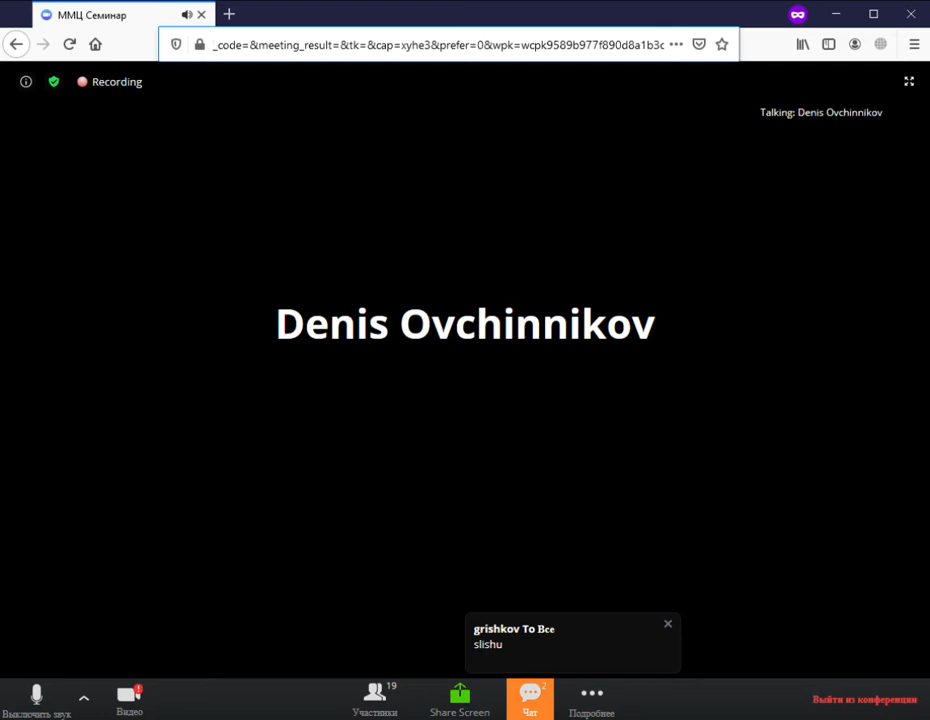 ММЦ Семинар
_code=&meeting_result=&tk=&cap=xyhe3&prefer=0&wpk=wcpk9589b977f890d8a1b3c
Recording
Talking: Denis Ovchinnikov
Denis Ovchinnikov
grishkov To Все
slishu
Выключить звук
Видео
19
Участники
Share Screen
2
Чат
Подробнее
Выйти из конференции